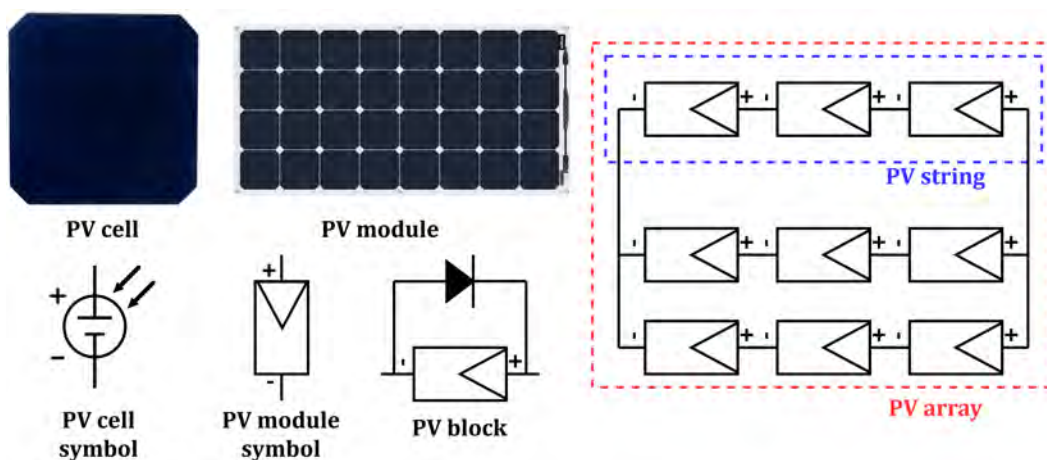 PV cell
PV module
PV string
+
-
+
-
PV cell
symbol
PV module
symbol
- +
PV block
- + - + - +
- + - + - +
- + - + - +
PV array